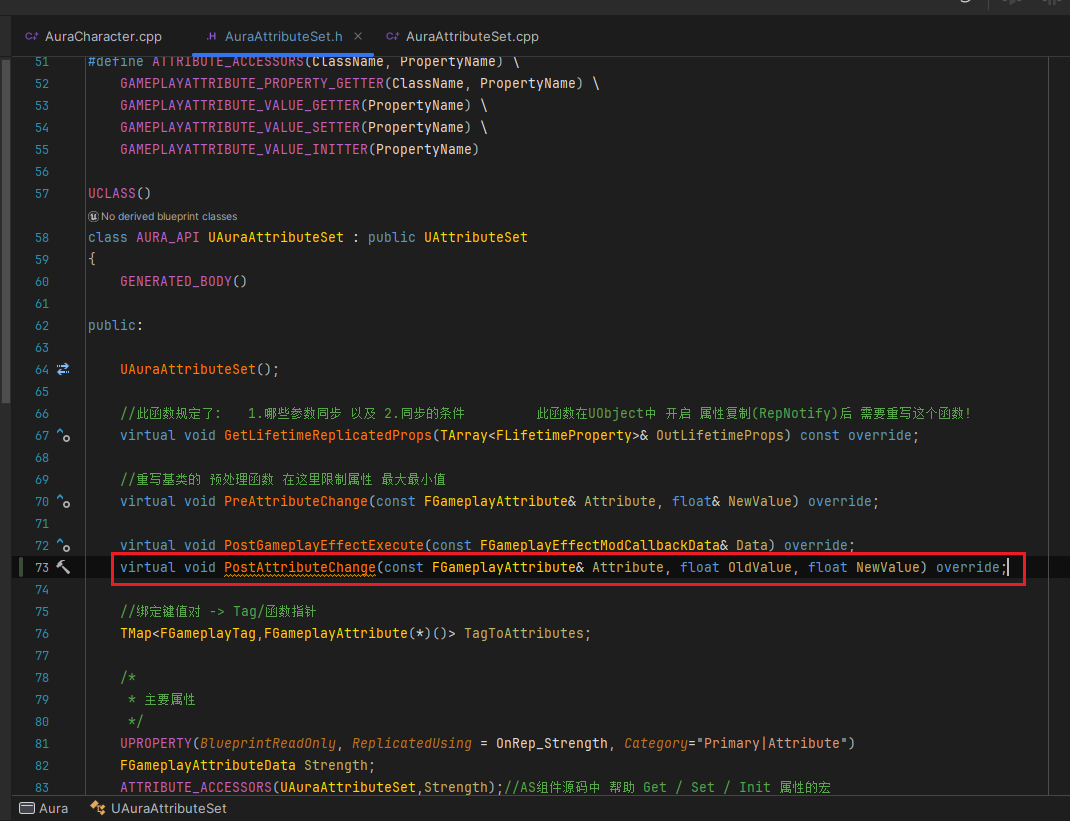 AuraCharacter.cpp
.H AuraAttributeSet.h
AuraAttributeSet.cpp
51 #define ATTRIBUTE_ACCESSORS(ClassName, PropertyName) \
52 GAMEPLAYATTRIBUTE_PROPERTY_GETTER(ClassName, PropertyName) \
53 GAMEPLAYATTRIBUTE_VALUE_GETTER(PropertyName) \
54 GAMEPLAYATTRIBUTE_VALUE_SETTER(PropertyName) \
55 GAMEPLAYATTRIBUTE_VALUE_INITTER(PropertyName)
56
57 UCLASS()
No derived blueprint classes
58 class AURA_API UAuraAttributeSet : public UAttributeSet
59 {
60 GENERATED_BODY()
61
62 public:
63
64 UAuraAttributeSet();
65
66 //此函数规定了: 1.哪些参数同步 以及 2.同步的条件 此函数在UObject中 开启 属性复制(RepNotify)后 需要重写这个函数!
67 virtual void GetLifetimeReplicatedProps(TArray<FLifetimeProperty>& OutLifetimeProps) const override;
68
69 //重写基类的 预处理函数 在这里限制属性 最大最小值
70 virtual void PreAttributeChange(const FGameplayAttribute& Attribute, float& NewValue) override;
71
72 virtual void PostGameplayEffectExecute(const FGameplayEffectModCallbackData& Data) override;
73 virtual void PostAttributeChange(const FGameplayAttribute& Attribute, float OldValue, float NewValue) override;
74
75 //绑定键值对 -> Tag/函数指针
76 TMap<FGameplayTag,FGameplayAttribute(*)()> TagToAttributes;
77
78 /*
79 * 主要属性
80 */
81 UPROPERTY(BlueprintReadOnly, ReplicatedUsing = OnRep_Strength, Category="Primary|Attribute")
82 FGameplayAttributeData Strength;
83 ATTRIBUTE_ACCESSORS(UAuraAttributeSet,Strength);//AS组件源码中 帮助 Get / Set / Init 属性的宏
Aura UAuraAttributeSet